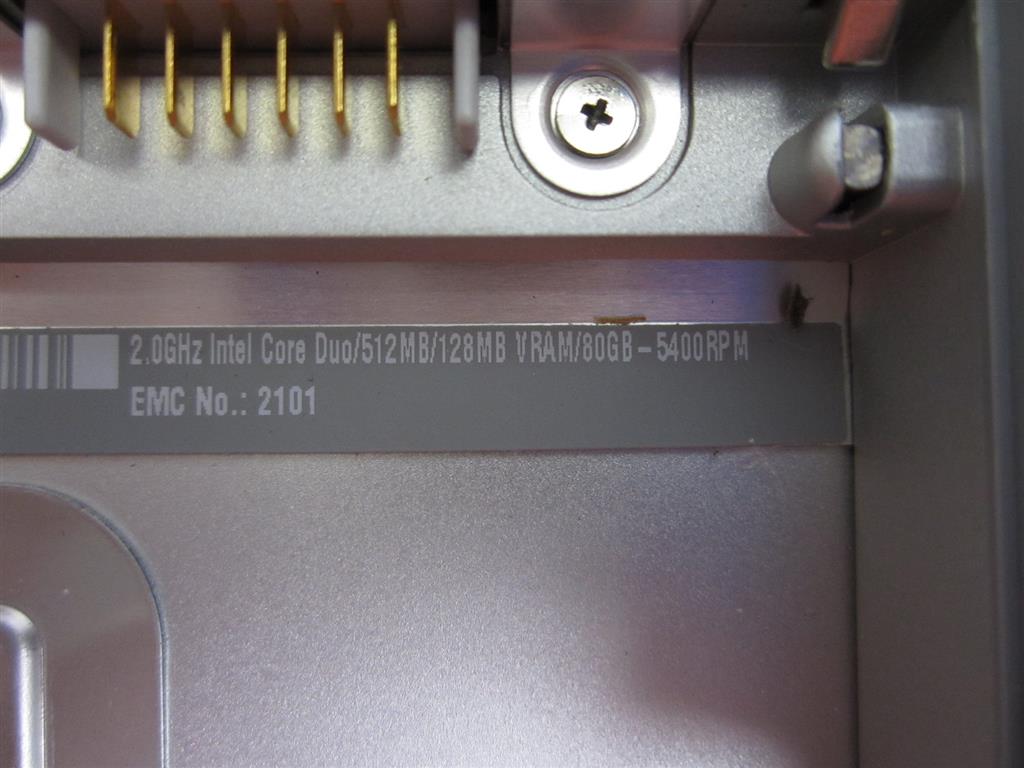 2.0GHz Intel Core Duo/512MB/128MB VRAM/80GB-5400RPM
EMC No.: 2101